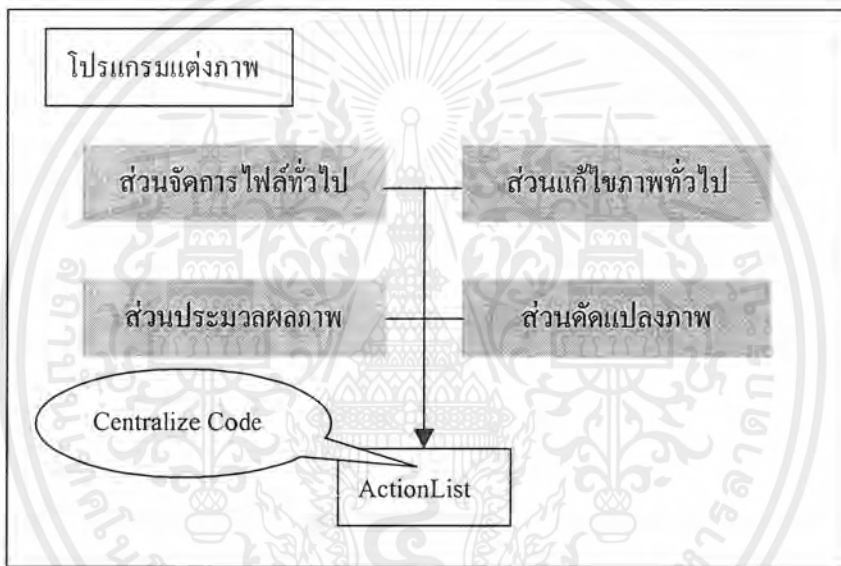 โปรแกรมแต่งภาพ
ส่วนจัดการไฟล์ทั่วไป
ส่วนแก้ไขภาพทั่วไป
ส่วนประมวลผลภาพ
ส่วนดัดแปลงภาพ
Centralize Code
ActionList